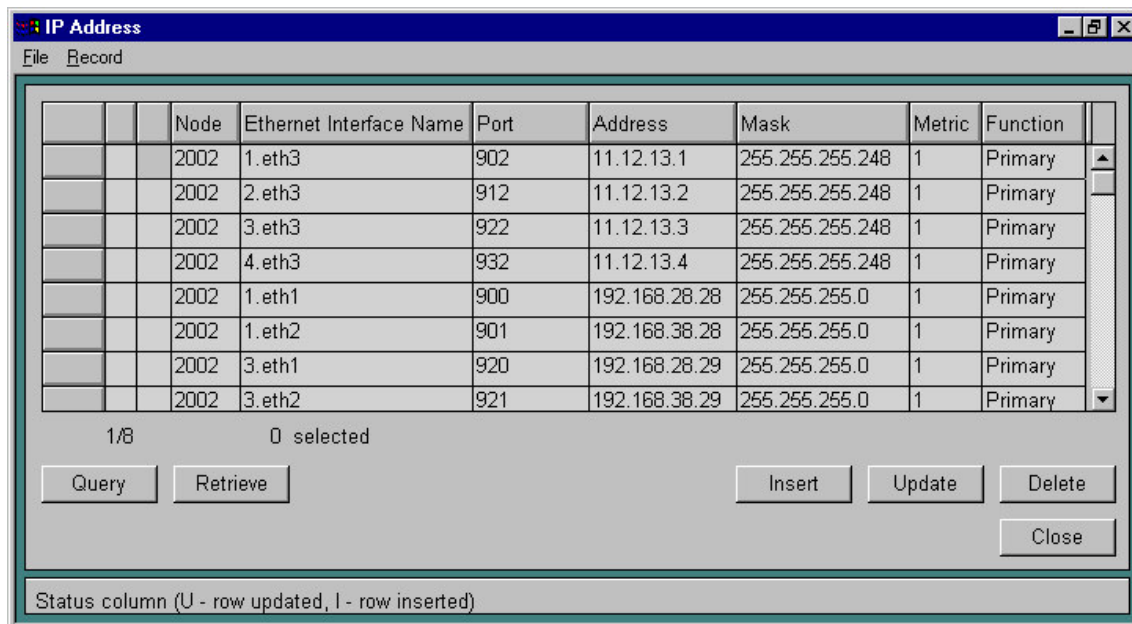 IP Address
File Record
Node Ethernet Interface Name Port Address Mask Metric Function
2002 1.eth3 902 11.12.13.1 255.255.255.248 1 Primary
2002 2.eth3 912 11.12.13.2 255.255.255.248 1 Primary
2002 3.eth3 922 11.12.13.3 255.255.255.248 1 Primary
2002 4.eth3 932 11.12.13.4 255.255.255.248 1 Primary
2002 1.eth1 900 192.168.28.28 255.255.255.0 1 Primary
2002 1.eth2 901 192.168.38.28 255.255.255.0 1 Primary
2002 3.eth1 920 192.168.28.29 255.255.255.0 1 Primary
2002 3.eth2 921 192.168.38.29 255.255.255.0 1 Primary
1/8 0 selected
Query Retrieve Insert Update Delete
Close
Status column (U - row updated, I - row inserted)